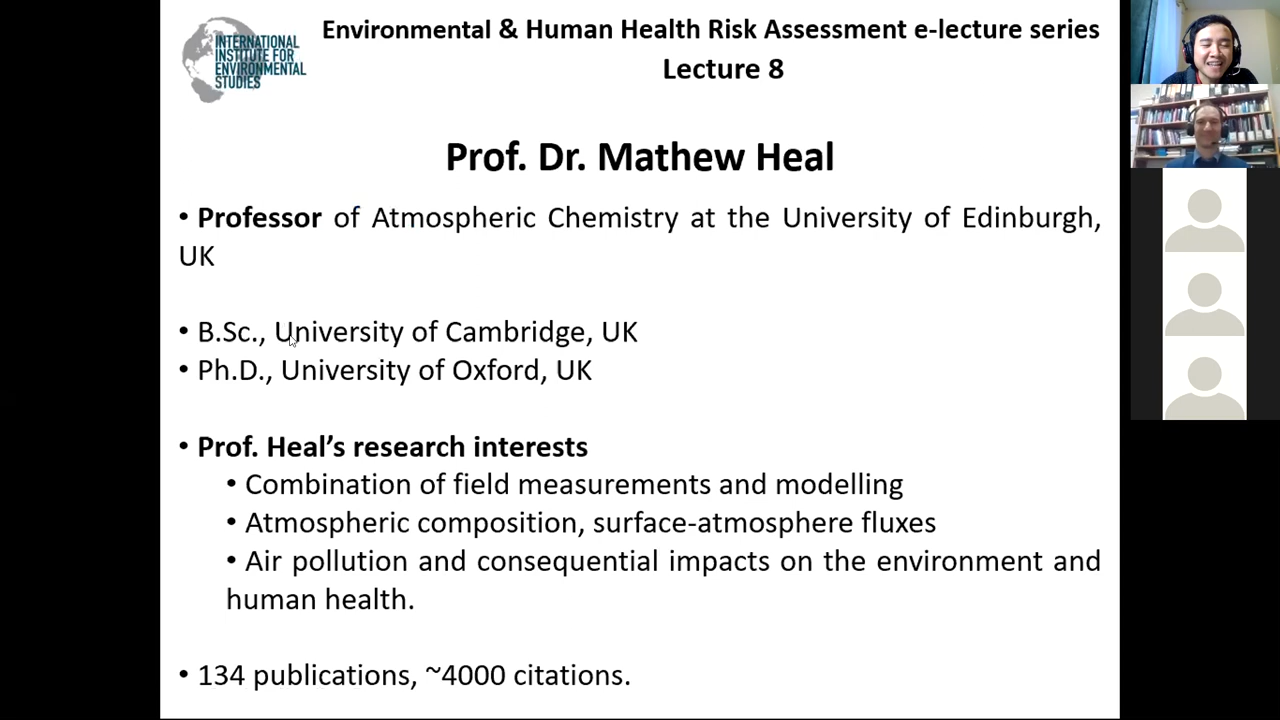 INTERNATIONAL
INSTITUTE FOR
ENVIRONMENTAL
STUDIES
Environmental & Human Health Risk Assessment e-lecture series
Lecture 8
Prof. Dr. Mathew Heal
• Professor of Atmospheric Chemistry at the University of Edinburgh,
UK
• B.Sc., University of Cambridge, UK
• Ph.D., University of Oxford, UK
• Prof. Heal’s research interests
• Combination of field measurements and modelling
• Atmospheric composition, surface-atmosphere fluxes
• Air pollution and consequential impacts on the environment and
human health.
• 134 publications, ~4000 citations.